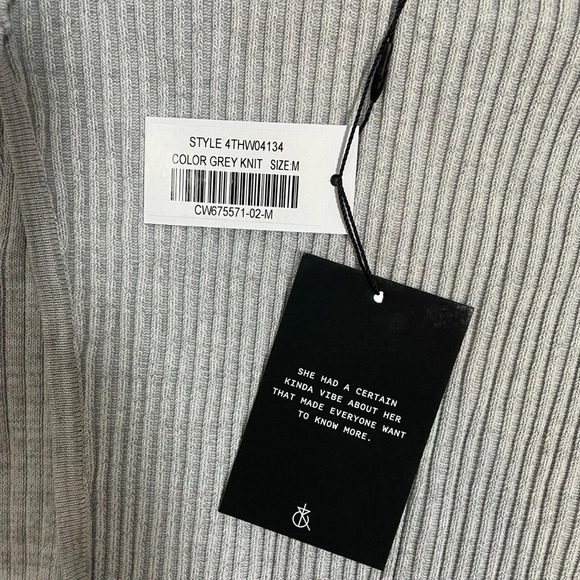 STYLE 4THW04134
COLOR GREY KNIT SIZE:M
CW675571-02-M
SHE HAD A CERTAIN
KINDA VIBE ABOUT HER
THAT MADE EVERYONE WANT
TO KNOW MORE.